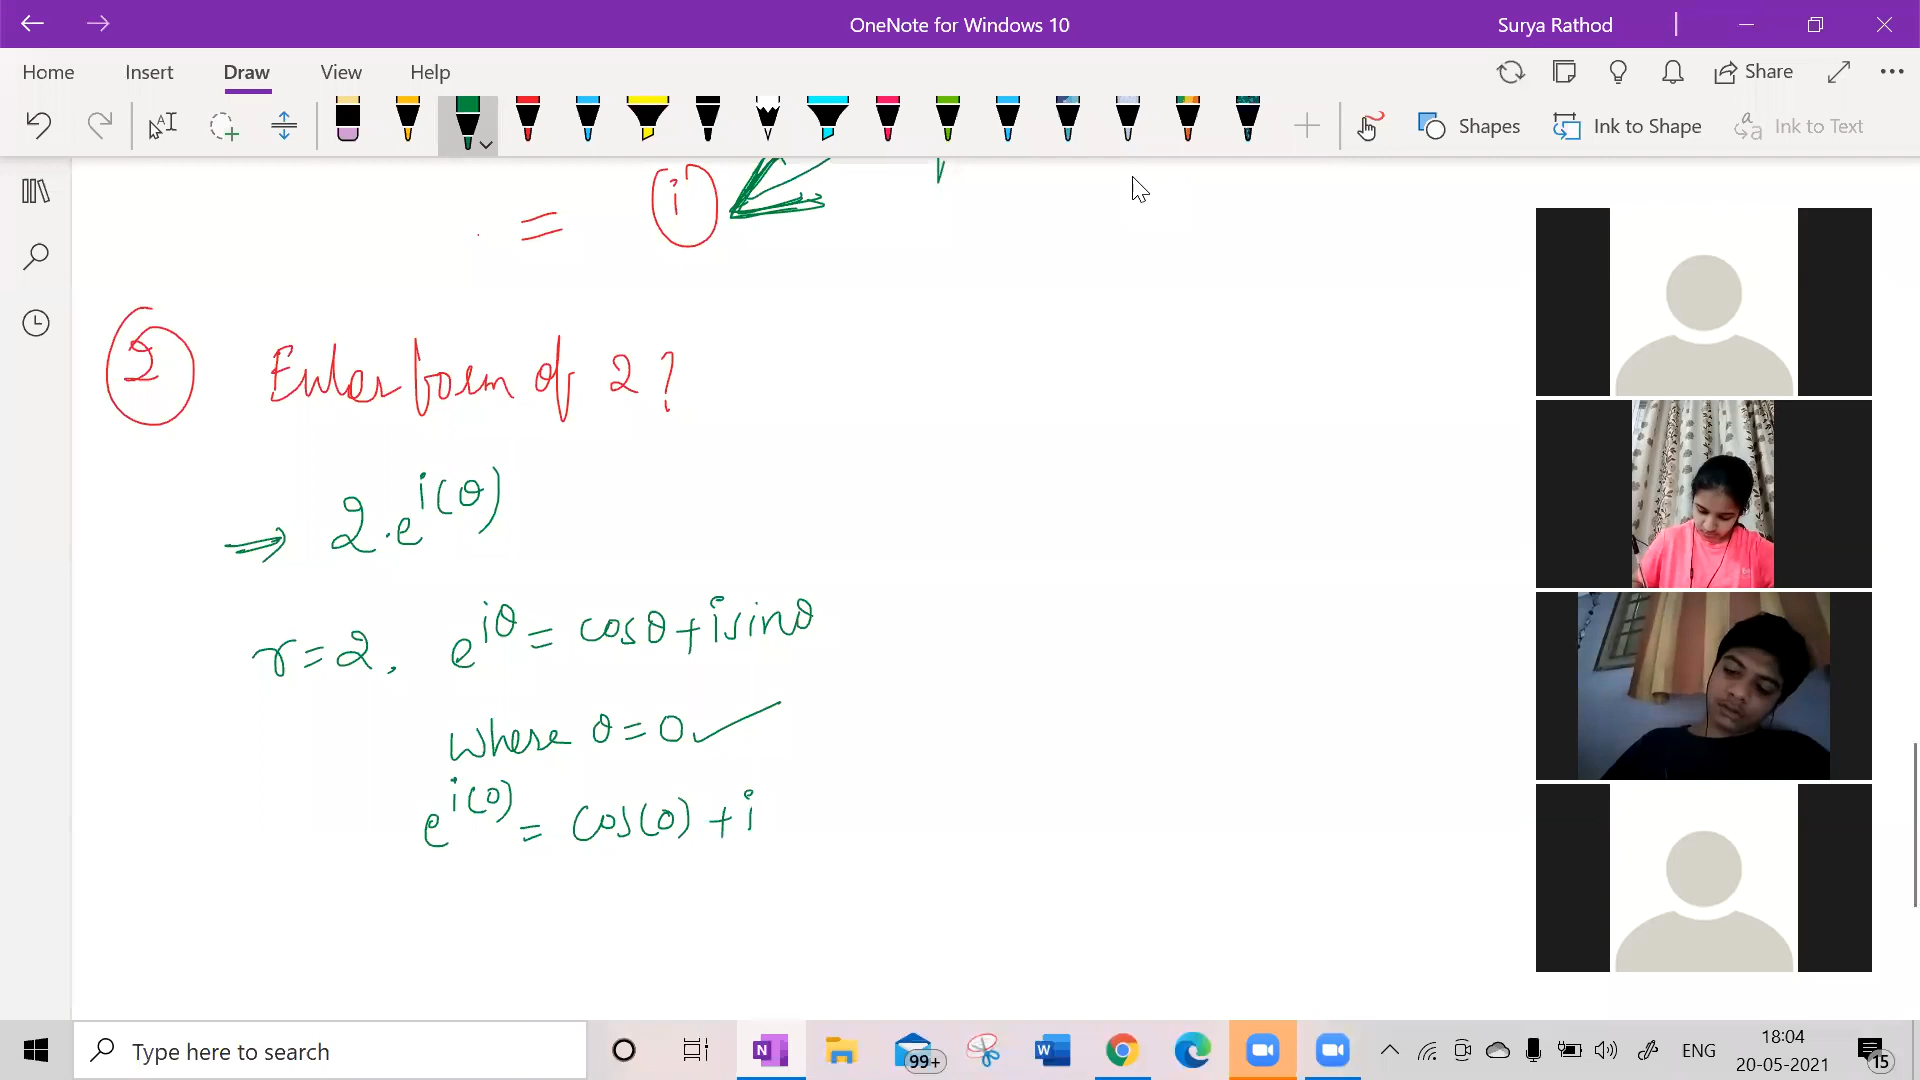 OneNote for Windows 10
Surya Rathod
Home Insert Draw View Help
Share
Shapes Ink to Shape Ink to Text
= i
2 Euler form of 2 ?
⇒ 2.e^{i(θ)}
r = 2, e^{iθ} = cosθ + isinθ
where θ = 0 ✓
e^{i(0)} = cos(0) + i
Type here to search
99+
ENG
18:04
20-05-2021
15